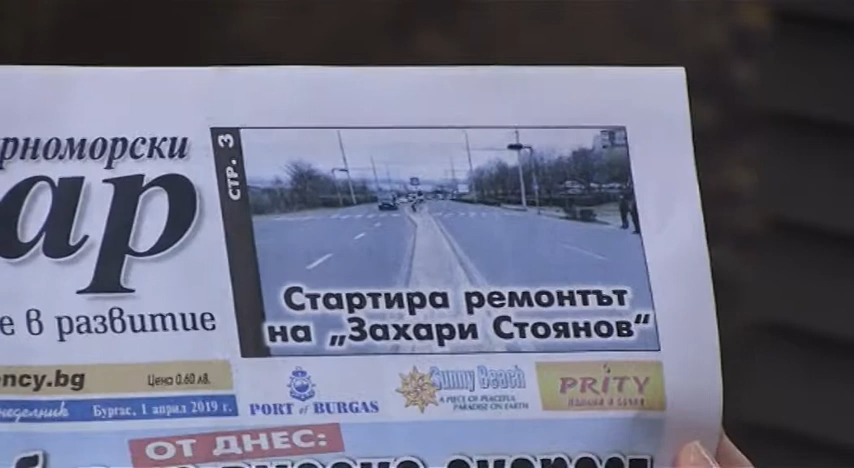 рноморски
ар
е в развитие
СТР. 3
Стартира ремонтът
на „Захари Стоянов“
ncy.bg
Цена 0.60 лв.
неделник
Бургас, 1 април 2019 г.
PORT of BURGAS
Sunny Beach
A PIECE OF PEACEFUL
PARADISE ON EARTH
PRITY
ОТ ДНЕС: